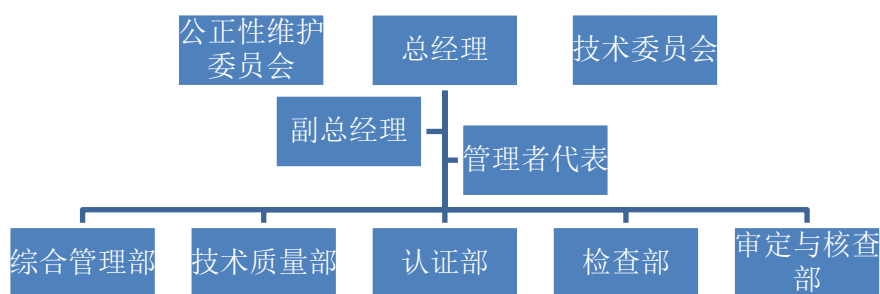 公正性维护
委员会
总经理
技术委员会
副总经理
管理者代表
综合管理部
技术质量部
认证部
检查部
审定与核查
部